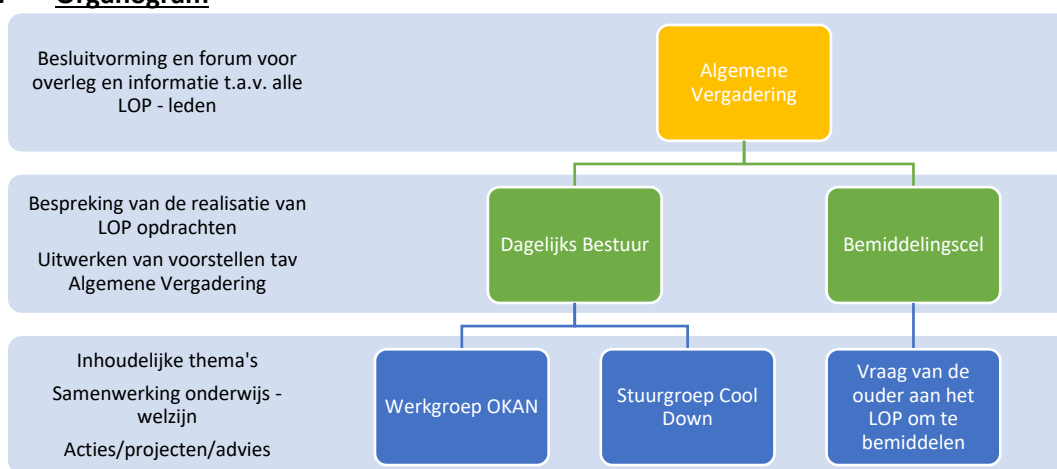 Organogram
Besluitvorming en forum voor
overleg en informatie t.a.v. alle
LOP - leden
Algemene
Vergadering
Bespreking van de realisatie van
LOP opdrachten
Uitwerken van voorstellen tav
Algemene Vergadering
Dagelijks Bestuur
Bemiddelingscel
Inhoudelijke thema's
Samenwerking onderwijs -
welzijn
Acties/projecten/advies
Werkgroep OKAN
Stuurgroep Cool
Down
Vraag van de
ouder aan het
LOP om te
bemiddelen